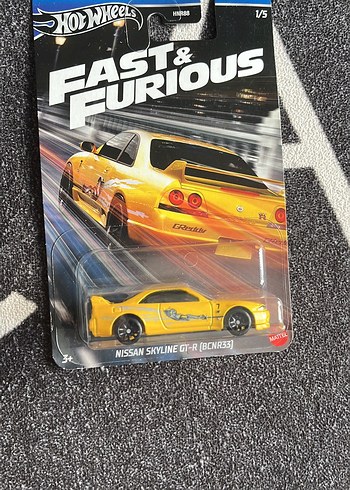 HOT WHEELS
HNR88
1/5
FAST &
FURIOUS
GReddy
3+
NISSAN SKYLINE GT-R [BCNR33]
MATTEL